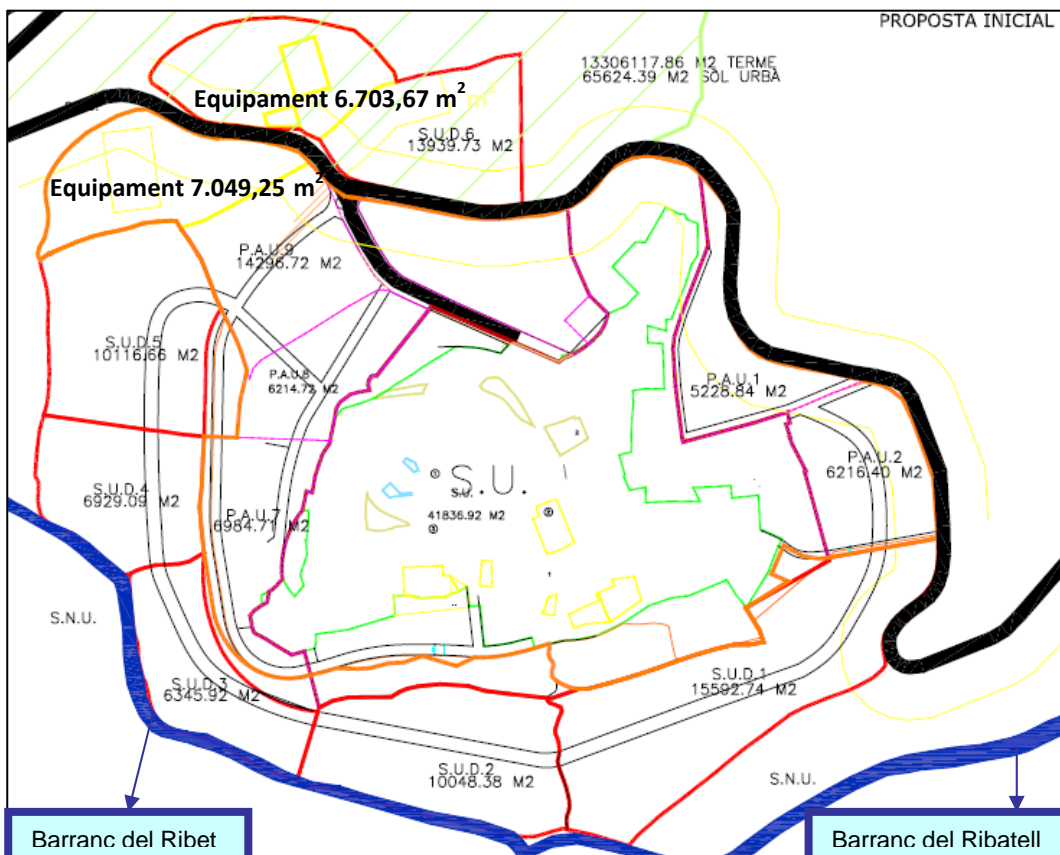 PROPOSTA INICIAL
13306117.86 M2 TERME
65624.39 M2 SÒL URBÀ
Equipament 6.703,67 m²
S.U.D.6
13939.73 M2
Equipament 7.049,25 m²
P.A.U.9
14296.72 M2
S.U.D.5
10116.66 M2
P.A.U.8
6214.72 M2
P.A.U.1
5228.84 M2
P.A.U.2
6216.40 M2
S.U.
S.U.
41836.92 M2
S.U.D.4
6929.09 M2
P.A.U.7
6984.71 M2
S.N.U.
S.U.D.3
6345.92 M2
S.U.D.1
15592.74 M2
S.U.D.2
10048.38 M2
S.N.U.
Barranc del Ribet
Barranc del Ribatell